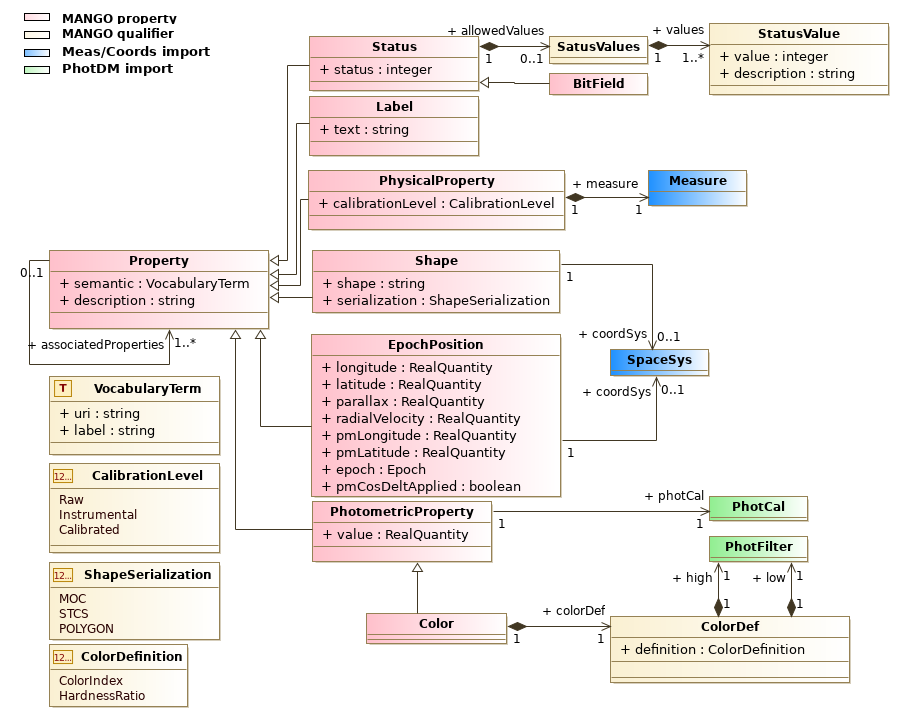 MANGO property
MANGO qualifier
Meas/Coords import
PhotDM import
Status
+ status : integer
+ allowedValues
1
0..1
SatusValues
+ values
1
1..*
StatusValue
+ value : integer
+ description : string
BitField
Label
+ text : string
PhysicalProperty
+ calibrationLevel : CalibrationLevel
+ measure
1
1
Measure
Property
+ semantic : VocabularyTerm
+ description : string
0..1
+ associatedProperties
1..*
Shape
+ shape : string
+ serialization : ShapeSerialization
1
+ coordSys
0..1
SpaceSys
+ coordSys
0..1
1
EpochPosition
+ longitude : RealQuantity
+ latitude : RealQuantity
+ parallax : RealQuantity
+ radialVelocity : RealQuantity
+ pmLongitude : RealQuantity
+ pmLatitude : RealQuantity
+ epoch : Epoch
+ pmCosDeltApplied : boolean
T
VocabularyTerm
+ uri : string
+ label : string
12...
CalibrationLevel
Raw
Instrumental
Calibrated
12...
ShapeSerialization
MOC
STCS
POLYGON
12...
ColorDefinition
ColorIndex
HardnessRatio
PhotometricProperty
+ value : RealQuantity
1
+ photCal
1
PhotCal
PhotFilter
+ high
1
+ low
1
1
1
Color
1
+ colorDef
1
ColorDef
+ definition : ColorDefinition